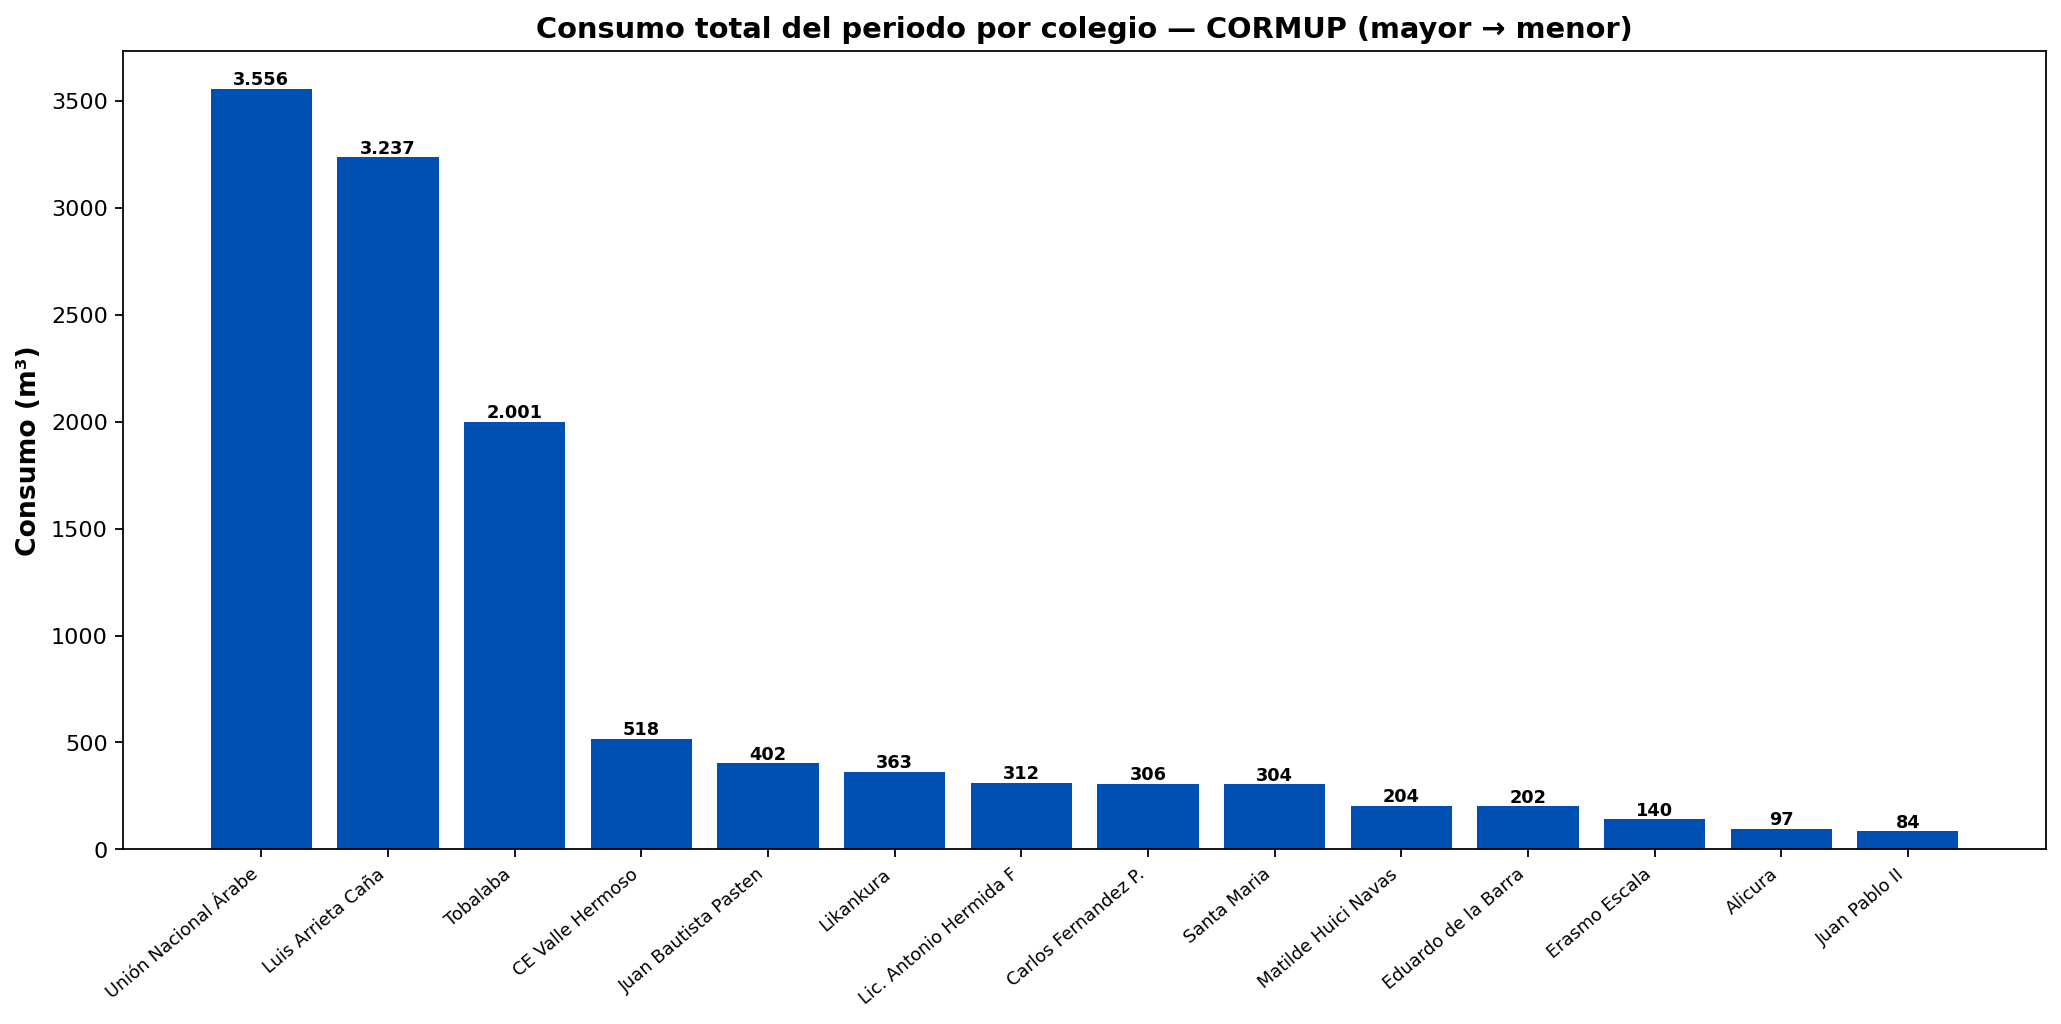 Consumo total del periodo por colegio — CORMUP (mayor → menor)
Consumo (m³)
3500
3000
2500
2000
1500
1000
500
0
3.556
3.237
2.001
518
402
363
312
306
304
204
202
140
97
84
Unión Nacional Árabe
Luis Arrieta Caña
Tobalaba
CE Valle Hermoso
Juan Bautista Pasten
Likankura
Lic. Antonio Hermida F
Carlos Fernandez P.
Santa Maria
Matilde Huici Navas
Eduardo de la Barra
Erasmo Escala
Alicura
Juan Pablo II